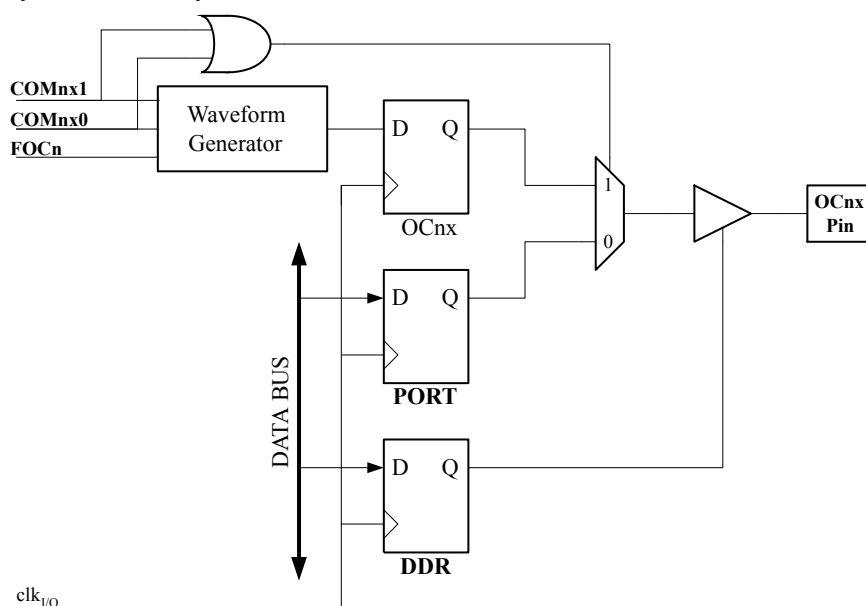 COMnx1
COMnx0
FOCn
Waveform
Generator
D Q
OCnx
1
0
OCnx
Pin
D Q
PORT
DATA BUS
D Q
DDR
clkI/O